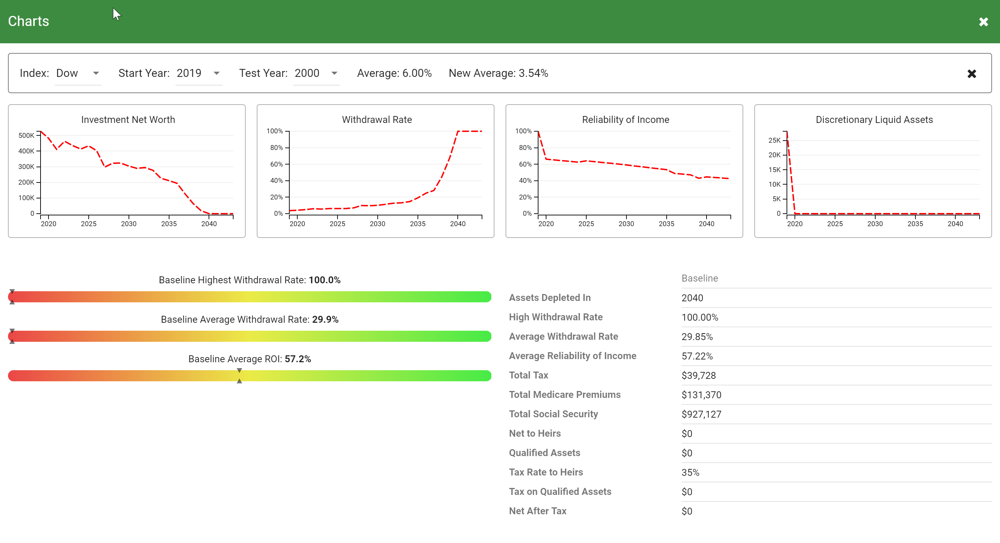 Charts
Index: Dow Start Year: 2019 Test Year: 2000 Average: 6.00% New Average: 3.54%
Investment Net Worth
500K
400K
300K
200K
100K
0
2020 2025 2030 2035 2040
Withdrawal Rate
100%
80%
60%
40%
20%
0%
2020 2025 2030 2035 2040
Reliability of Income
100%
80%
60%
40%
20%
0%
2020 2025 2030 2035 2040
Discretionary Liquid Assets
25K
20K
15K
10K
5K
0
2020 2025 2030 2035 2040
Baseline Highest Withdrawal Rate: 100.0%
Baseline Average Withdrawal Rate: 29.9%
Baseline Average ROI: 57.2%
Baseline
Assets Depleted In 2040
High Withdrawal Rate 100.00%
Average Withdrawal Rate 29.85%
Average Reliability of Income 57.22%
Total Tax $39,728
Total Medicare Premiums $131,370
Total Social Security $927,127
Net to Heirs $0
Qualified Assets $0
Tax Rate to Heirs 35%
Tax on Qualified Assets $0
Net After Tax $0